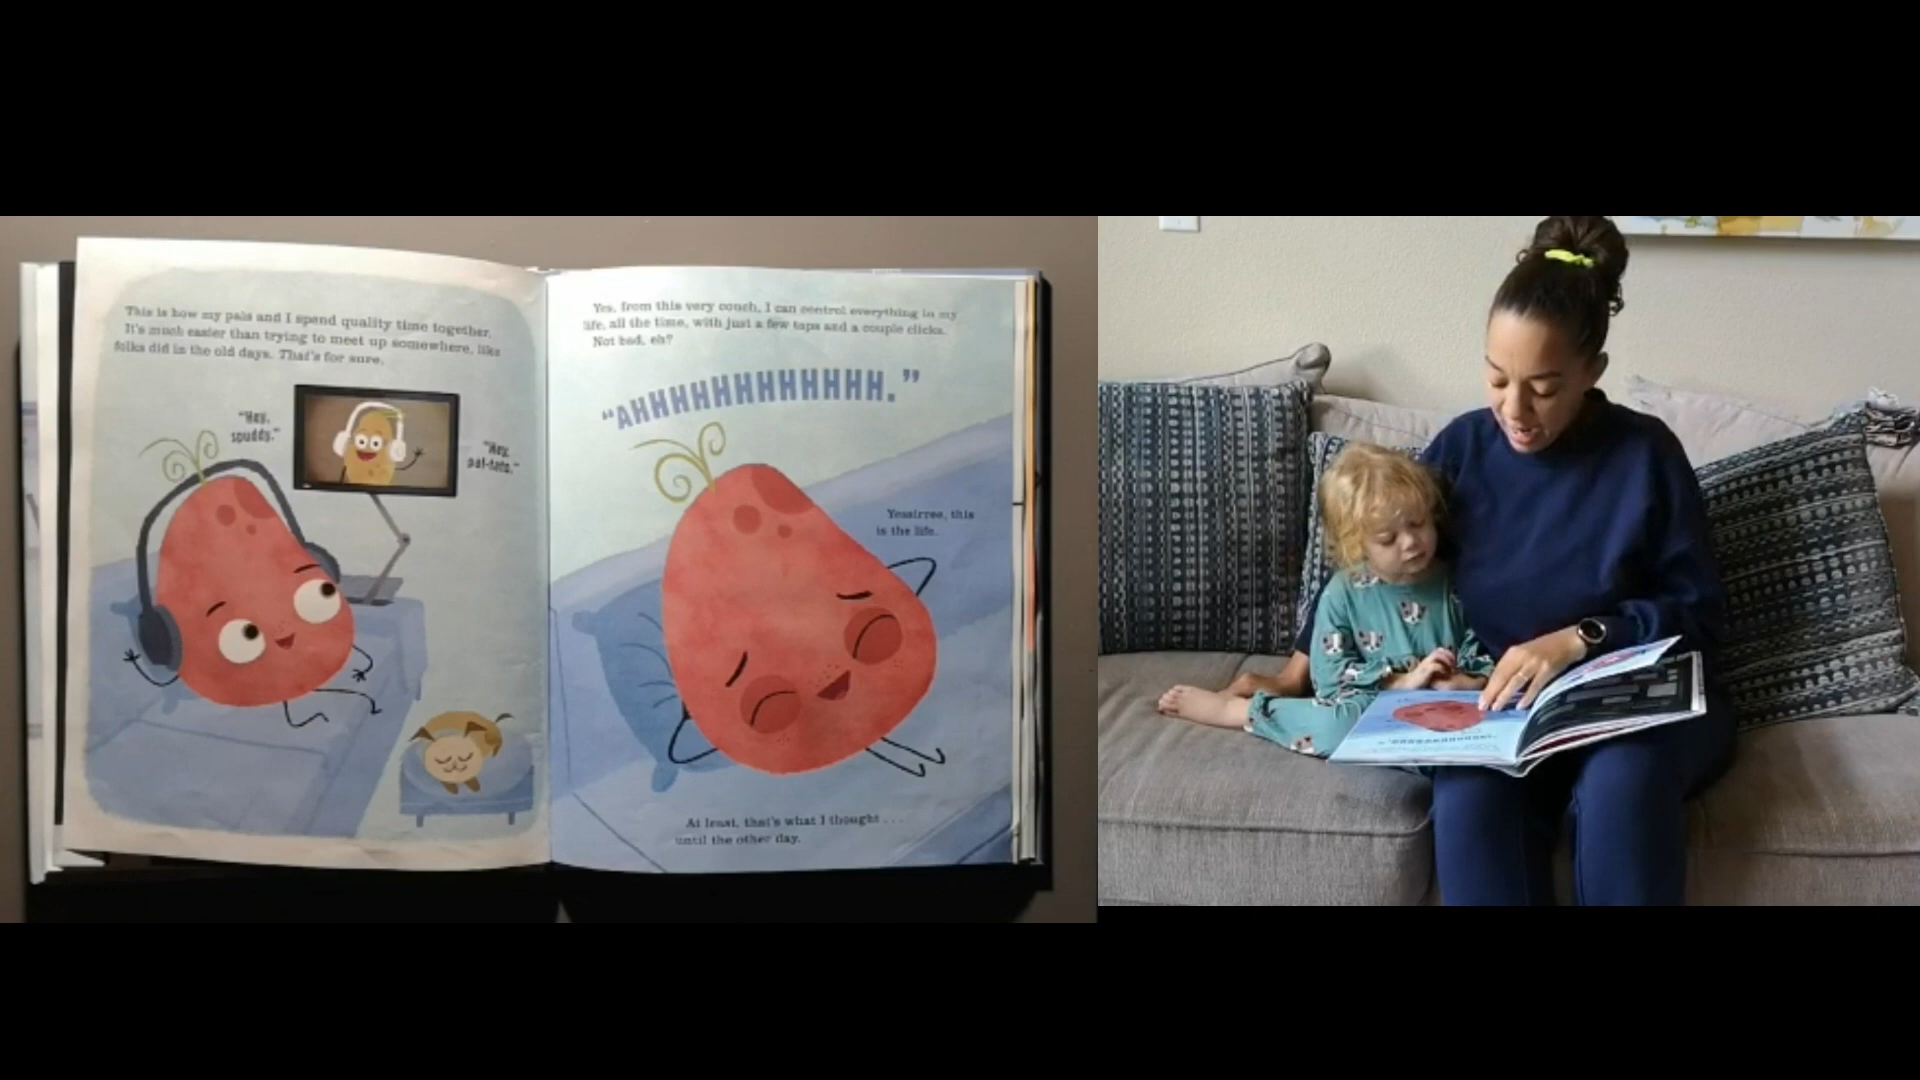 This is how my pals and I spend quality time together.
It's much easier than trying to meet up somewhere, like
folks did in the old days. That's for sure.
"Hey,
spuddy."
"Hey,
pal-tato."
Yes, from this very couch, I can control everything in my
life, all the time, with just a few taps and a couple clicks.
Not bad, eh?
"AHHHHHHHHHHHH."
Yessirree, this
is the life.
At least, that's what I thought . . .
until the other day.